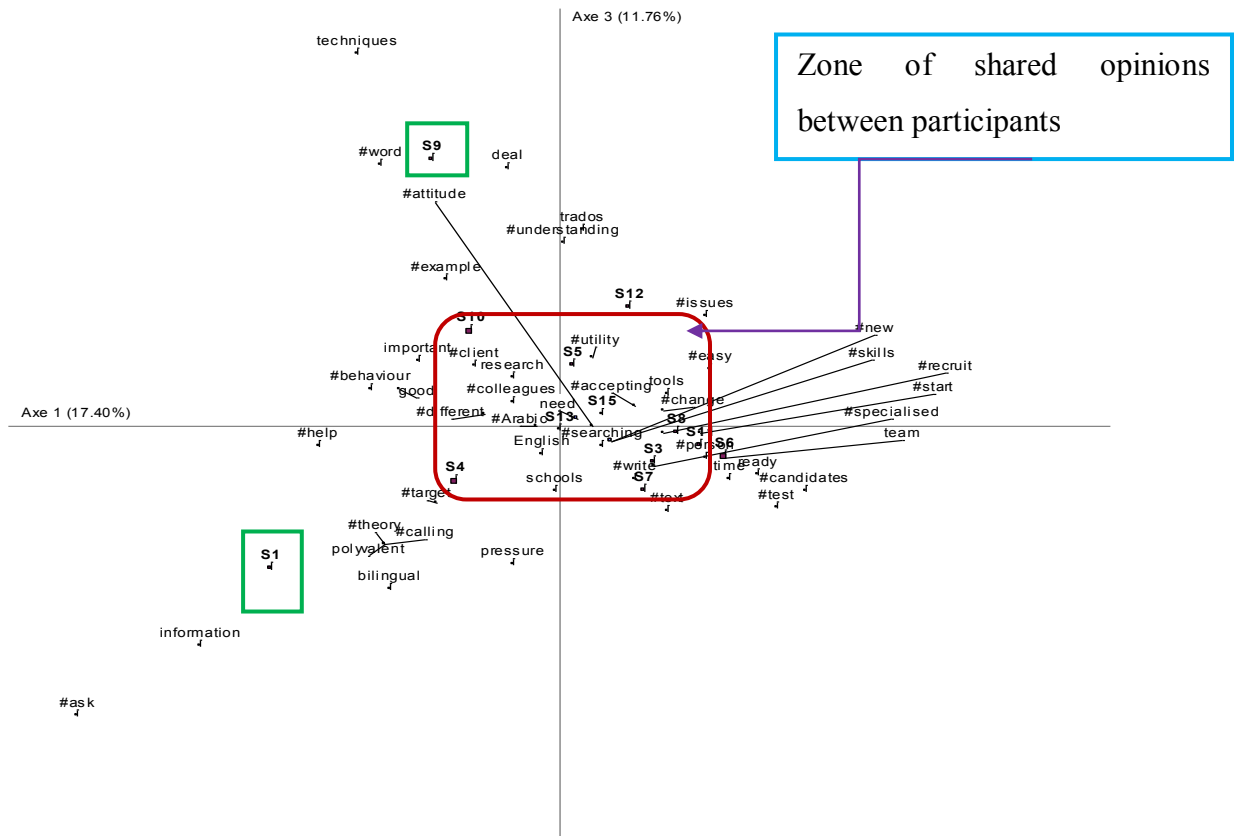 Axe 3 (11.76%)
techniques
Zone of shared opinions
between participants
#word
S9
deal
#attitude
trados
#understanding
#example
S12
#issues
S10
#new
#utility
important
#client
S5
#easy
#skills
research
#behaviour
#accepting
tools
#recruit
good
#colleagues
#start
Axe 1 (17.40%)
#different
need
S15
#change
#specialised
#Arabic
S13
#searching
S8
S1
team
#help
English
#person
S6
S3
S4
schools
#write
time
ready
S7
#candidates
#target
#text
#test
#theory
#calling
polyvalent
S1
pressure
bilingual
information
#ask